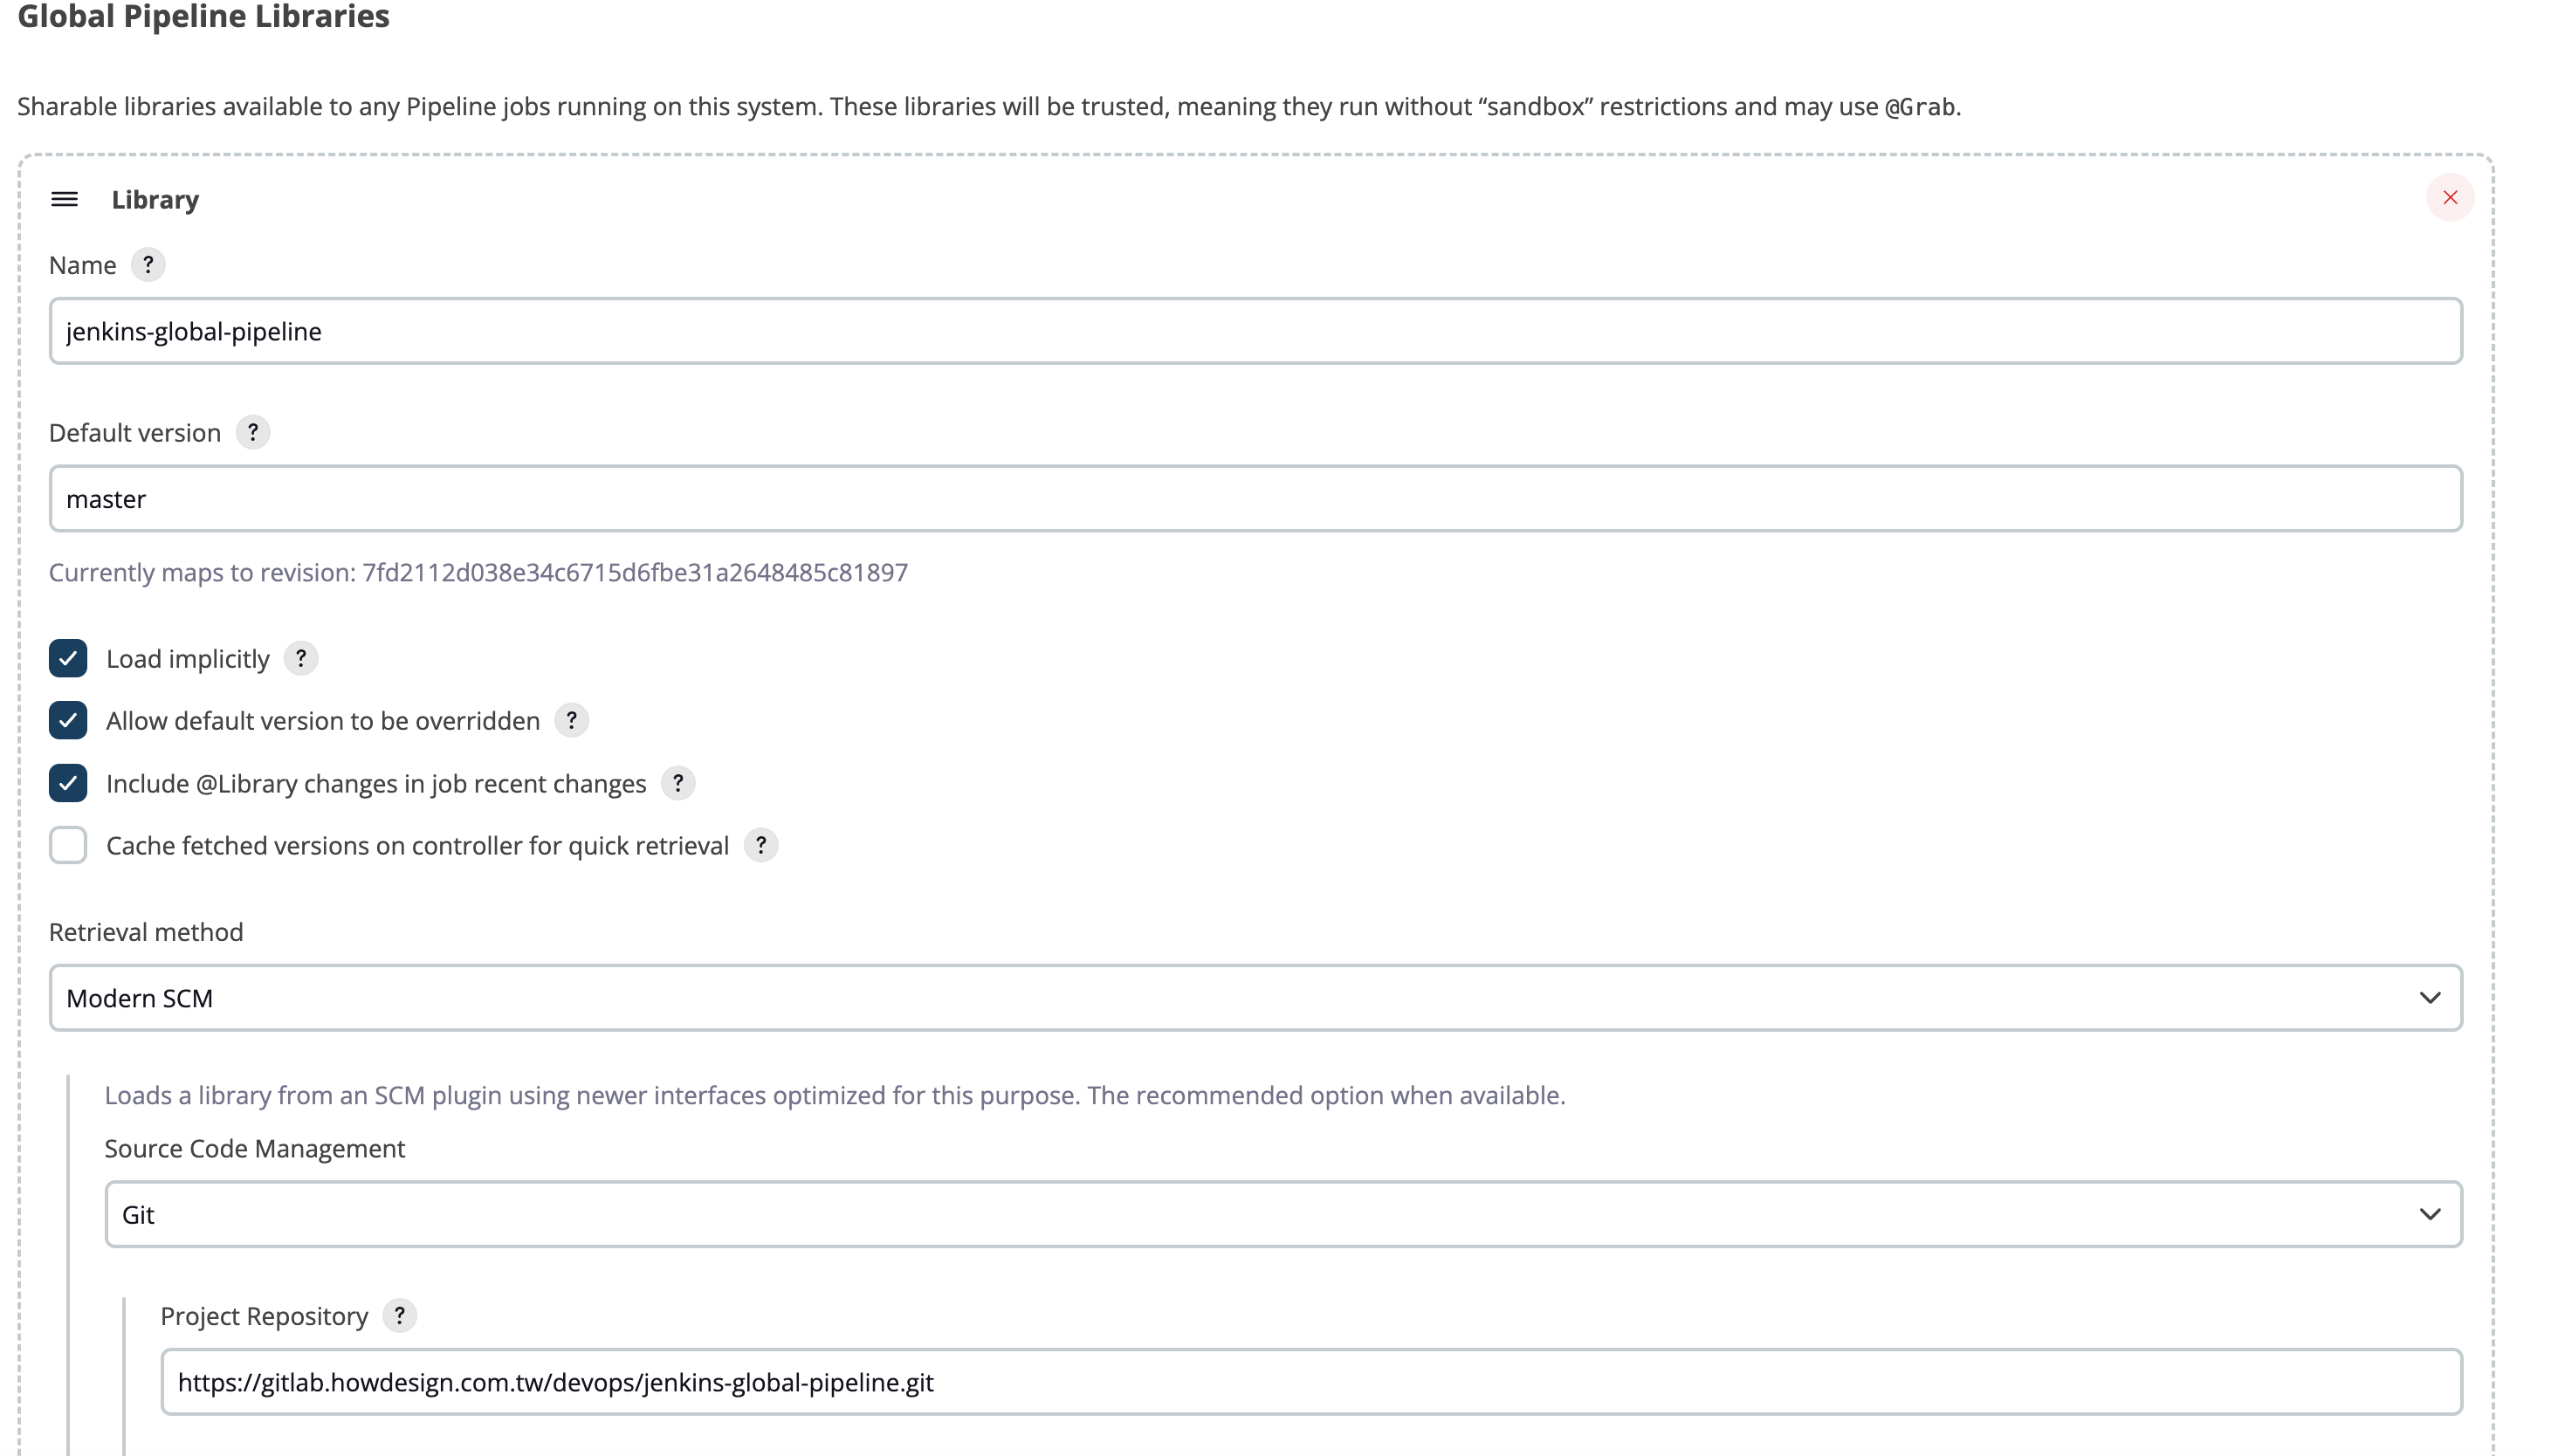 Global Pipeline Libraries
Sharable libraries available to any Pipeline jobs running on this system. These libraries will be trusted, meaning they run without “sandbox” restrictions and may use @Grab.
Library
Name ?
jenkins-global-pipeline
Default version ?
master
Currently maps to revision: 7fd2112d038e34c6715d6fbe31a2648485c81897
Load implicitly ?
Allow default version to be overridden ?
Include @Library changes in job recent changes ?
Cache fetched versions on controller for quick retrieval ?
Retrieval method
Modern SCM
Loads a library from an SCM plugin using newer interfaces optimized for this purpose. The recommended option when available.
Source Code Management
Git
Project Repository ?
https://gitlab.howdesign.com.tw/devops/jenkins-global-pipeline.git